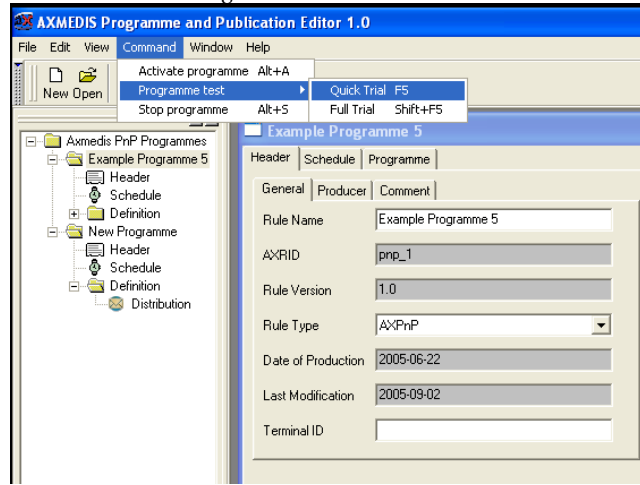 AXMEDIS Programme and Publication Editor 1.0
File Edit View Command Window Help
New Open
Activate programme Alt+A
Programme test
Stop programme Alt+S
Quick Trial F5
Full Trial Shift+F5
Axmedis PnP Programmes
Example Programme 5
Header
Schedule
Definition
New Programme
Header
Schedule
Definition
Distribution
Example Programme 5
Header Schedule Programme
General Producer Comment
Rule Name Example Programme 5
AXRID pnp_1
Rule Version 1.0
Rule Type AXPnP
Date of Production 2005-06-22
Last Modification 2005-09-02
Terminal ID